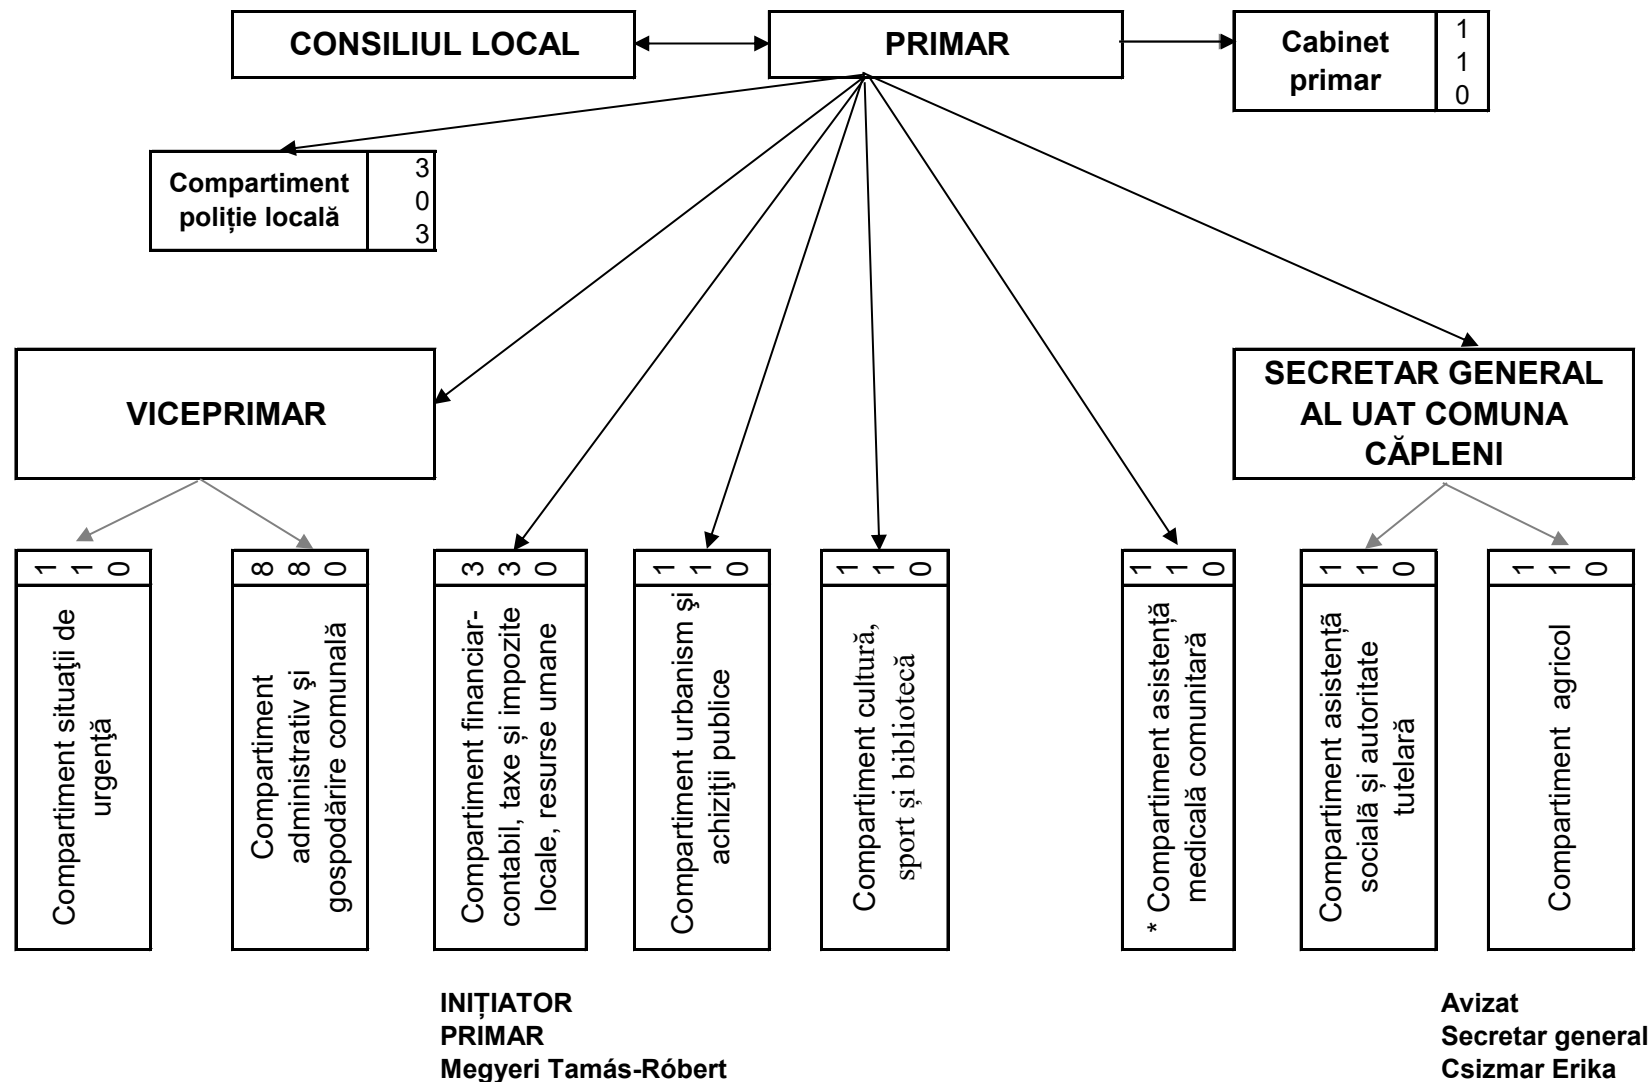 CONSILIUL LOCAL
PRIMAR
Cabinet
primar
1
1
0
Compartiment
poliție locală
3
0
3
VICEPRIMAR
SECRETAR GENERAL
AL UAT COMUNA
CĂPLENI
1 1 0
Compartiment situaţii de
urgenţă
8 8 0
Compartiment
administrativ şi
gospodărire comunală
3 3 0
Compartiment financiar-
contabil, taxe și impozite
locale, resurse umane
1 1 0
Compartiment urbanism şi
achiziţii publice
1 1 0
Compartiment cultură,
sport și bibliotecă
1 1 0
* Compartiment asistență
medicală comunitară
1 1 0
Compartiment asistenţă
socială și autoritate
tutelară
1 1 0
Compartiment agricol
INIȚIATOR
PRIMAR
Megyeri Tamás-Róbert
Avizat
Secretar general
Csizmar Erika